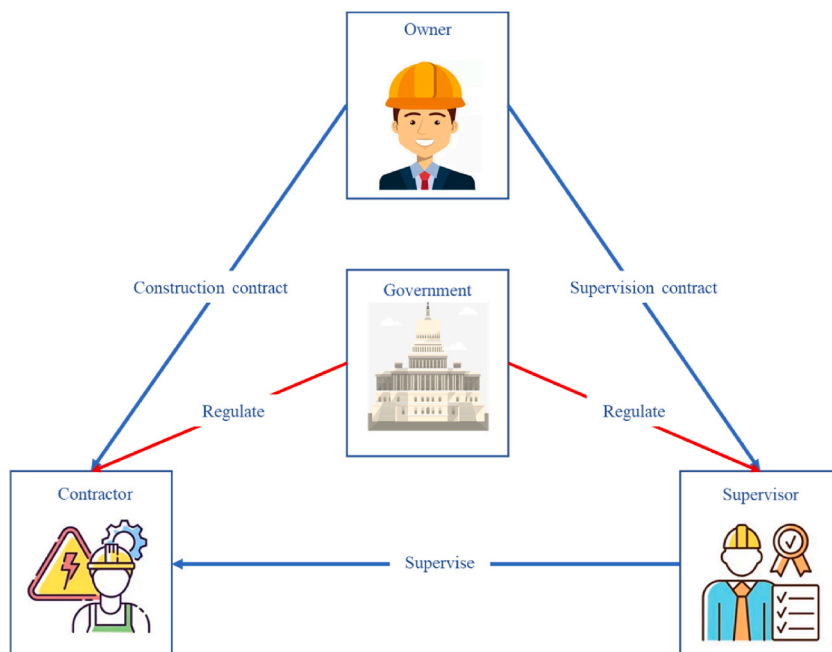 Owner
Construction contract
Government
Supervision contract
Regulate
Regulate
Contractor
Supervisor
Supervise